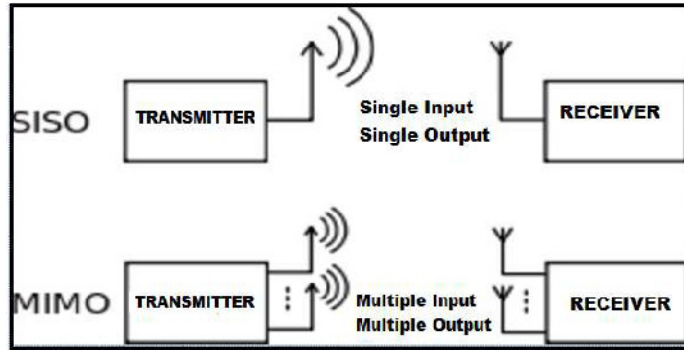 SISO
TRANSMITTER
Single Input
Single Output
RECEIVER
MIMO
TRANSMITTER
Multiple Input
Multiple Output
RECEIVER